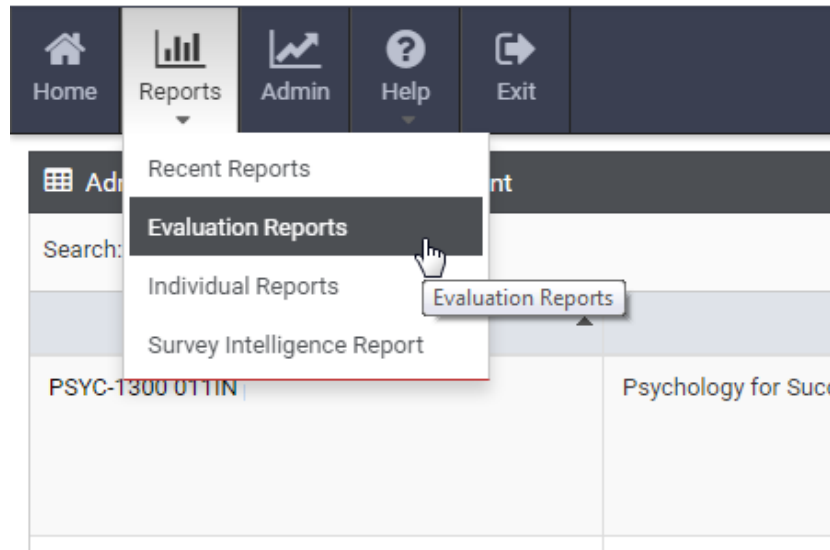 Home
Reports
Admin
Help
Exit
Recent Reports
nt
Evaluation Reports
Search:
Individual Reports
Evaluation Reports
Survey Intelligence Report
PSYC-1300 011IN
Psychology for Suc